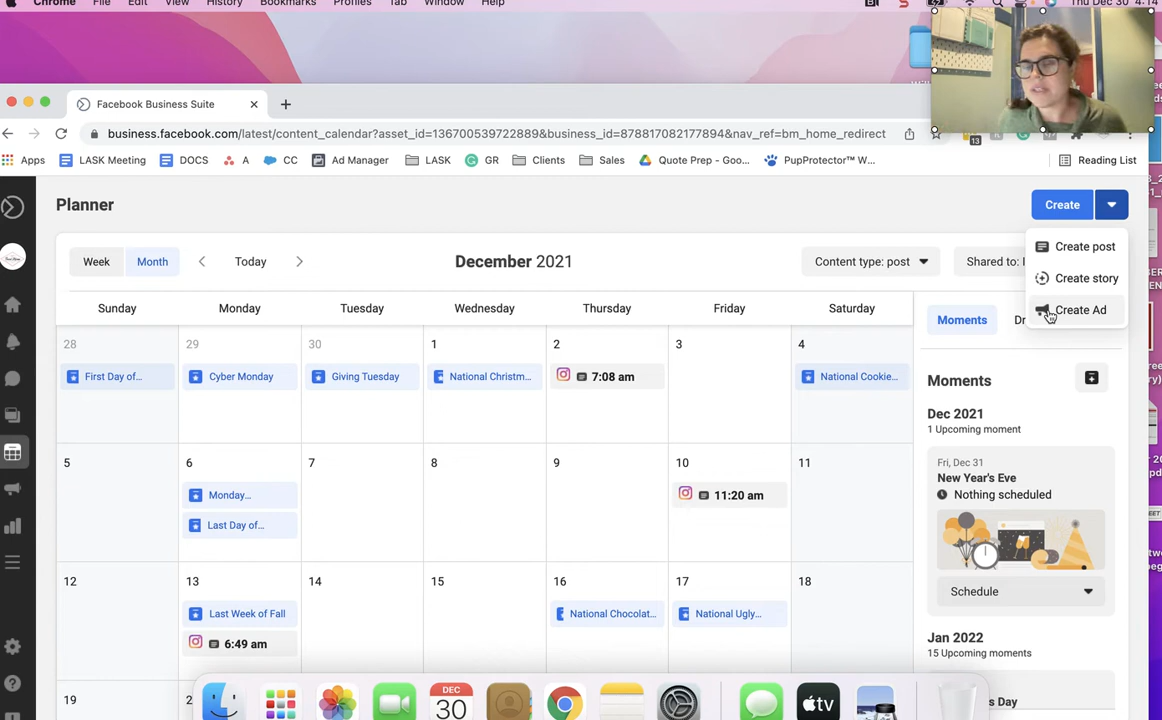 Chrome File Edit View History Bookmarks Profiles Tab Window Help Thu Dec 30 4:14
Facebook Business Suite
business.facebook.com/latest/content_calendar?asset_id=136700539722889&business_id=878817082177894&nav_ref=bm_home_redirect
13
Apps LASK Meeting DOCS A CC Ad Manager LASK GR Clients Sales Quote Prep - Goo... PupProtector™ W... Reading List
Planner
Create
Create post
Create story
Create Ad
Week Month Today December 2021 Content type: post Shared to:
Sunday Monday Tuesday Wednesday Thursday Friday Saturday
28 29 30 1 2 3 4
First Day of... Cyber Monday Giving Tuesday National Christm... 7:08 am National Cookie...
5 6 7 8 9 10 11
Monday... 11:20 am
Last Day of...
12 13 14 15 16 17 18
Last Week of Fall National Chocolat... National Ugly...
6:49 am
19
Moments
Moments
Dec 2021
1 Upcoming moment
Fri, Dec 31
New Year's Eve
Nothing scheduled
Schedule
Jan 2022
15 Upcoming moments
s Day
DEC
30
tv